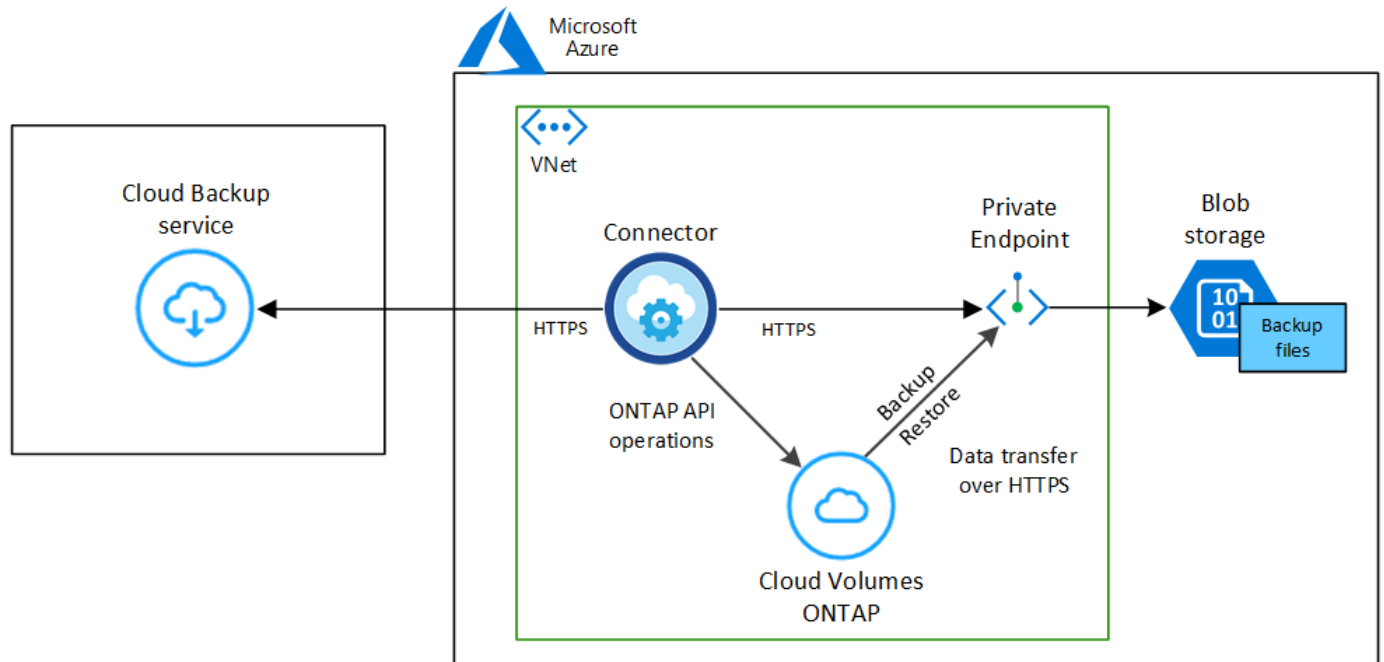 Microsoft
Azure
VNet
Cloud Backup
service
Connector
Private
Endpoint
Blob
storage
10
01
Backup
files
HTTPS
HTTPS
ONTAP API
operations
Backup
Restore
Data transfer
over HTTPS
Cloud Volumes
ONTAP